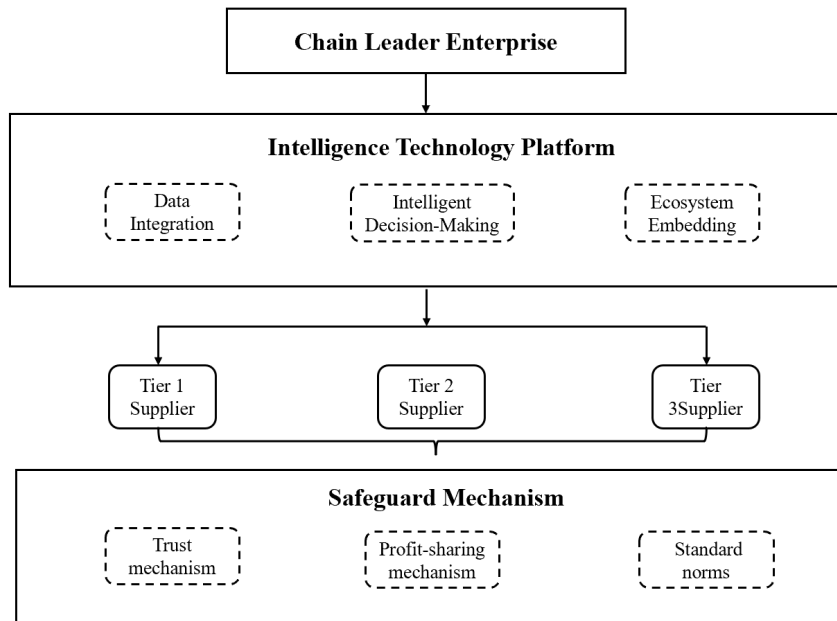 Chain Leader Enterprise
Intelligence Technology Platform
Data
Integration
Intelligent
Decision-Making
Ecosystem
Embedding
Tier 1
Supplier
Tier 2
Supplier
Tier
3Supplier
Safeguard Mechanism
Trust
mechanism
Profit-sharing
mechanism
Standard
norms